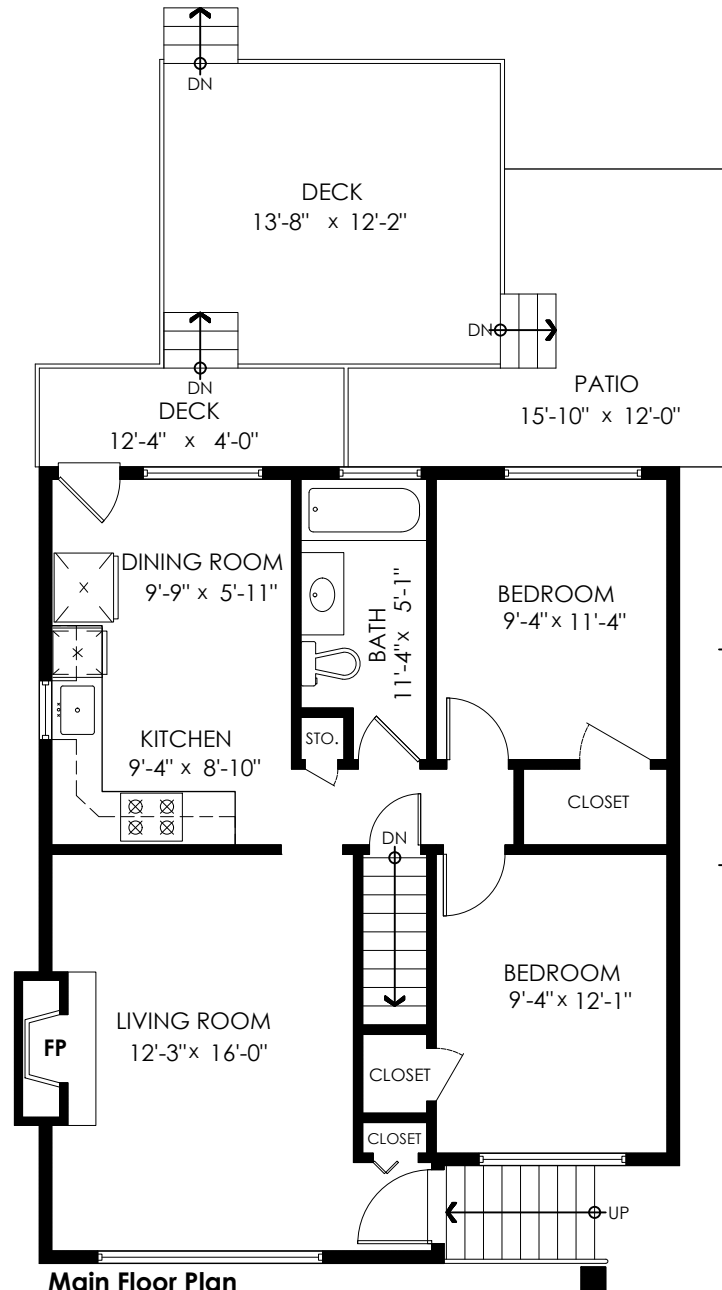 DN
DECK
13'-8" x 12'-2"
DN
DN
DECK
12'-4" x 4'-0"
PATIO
15'-10" x 12'-0"
DINING ROOM
9'-9" x 5'-11"
BATH
11'-4" x 5'-1"
BEDROOM
9'-4" x 11'-4"
KITCHEN
9'-4" x 8'-10"
STO.
CLOSET
DN
BEDROOM
9'-4" x 12'-1"
LIVING ROOM
12'-3" x 16'-0"
FP
CLOSET
CLOSET
UP
Main Floor Plan